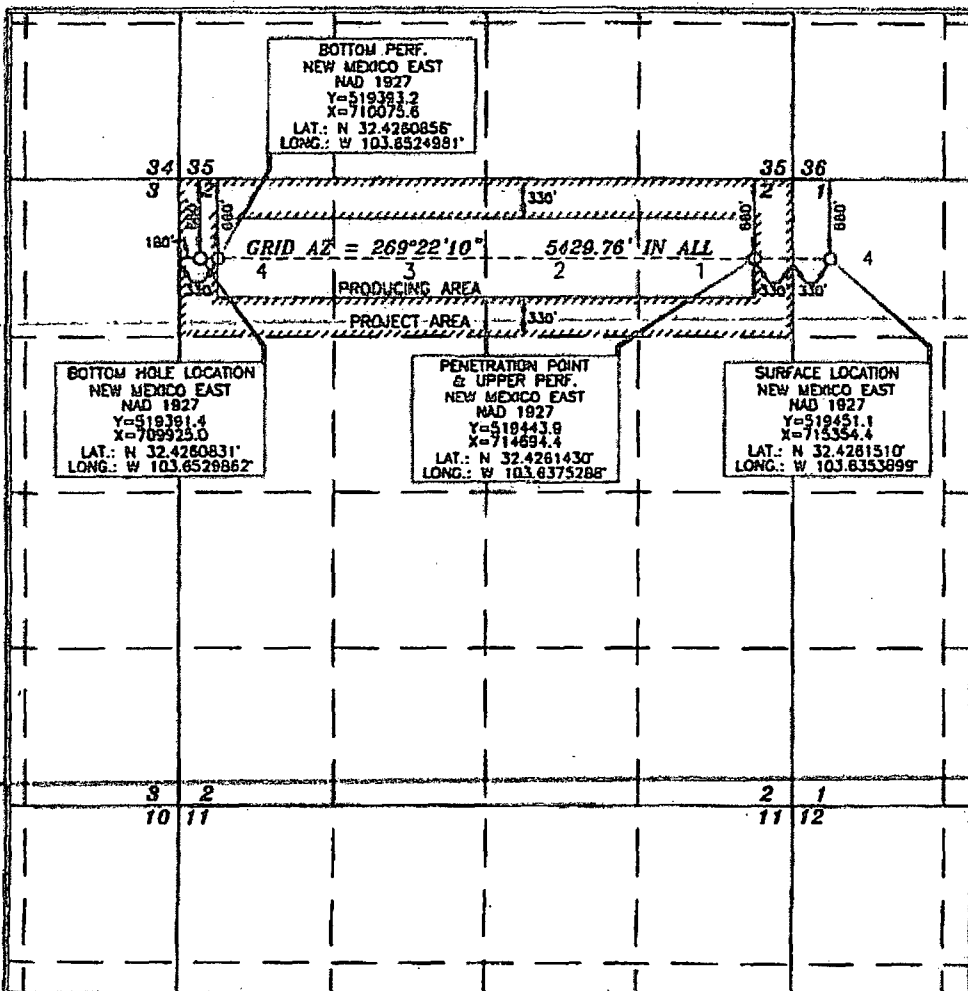 BOTTOM PERF.
NEW MEXICO EAST
NAD 1927
Y=519393.2
X=710075.6
LAT.: N 32.4260856°
LONG.: W 103.6524981°
34 35
3 2
35 36
2 1
660'
660'
660'
660'
330'
180'
GRID AZ = 269°22'10" 5429.76' IN ALL
4 3 2 1 4
330'
PRODUCING AREA
330' 330'
PROJECT AREA
330'
BOTTOM HOLE LOCATION
NEW MEXICO EAST
NAD 1927
Y=519391.4
X=709925.0
LAT.: N 32.4260831°
LONG.: W 103.6529862°
PENETRATION POINT
& UPPER PERF.
NEW MEXICO EAST
NAD 1927
Y=519443.9
X=714694.4
LAT.: N 32.4261430°
LONG.: W 103.6375288°
SURFACE LOCATION
NEW MEXICO EAST
NAD 1927
Y=519451.1
X=715354.4
LAT.: N 32.4261510°
LONG.: W 103.6353899°
3 2
10 11
2 1
11 12